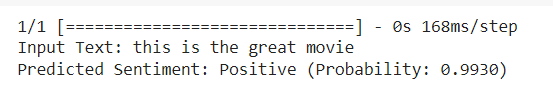 1/1 [==============================] - 0s 168ms/step
Input Text: this is the great movie
Predicted Sentiment: Positive (Probability: 0.9930)